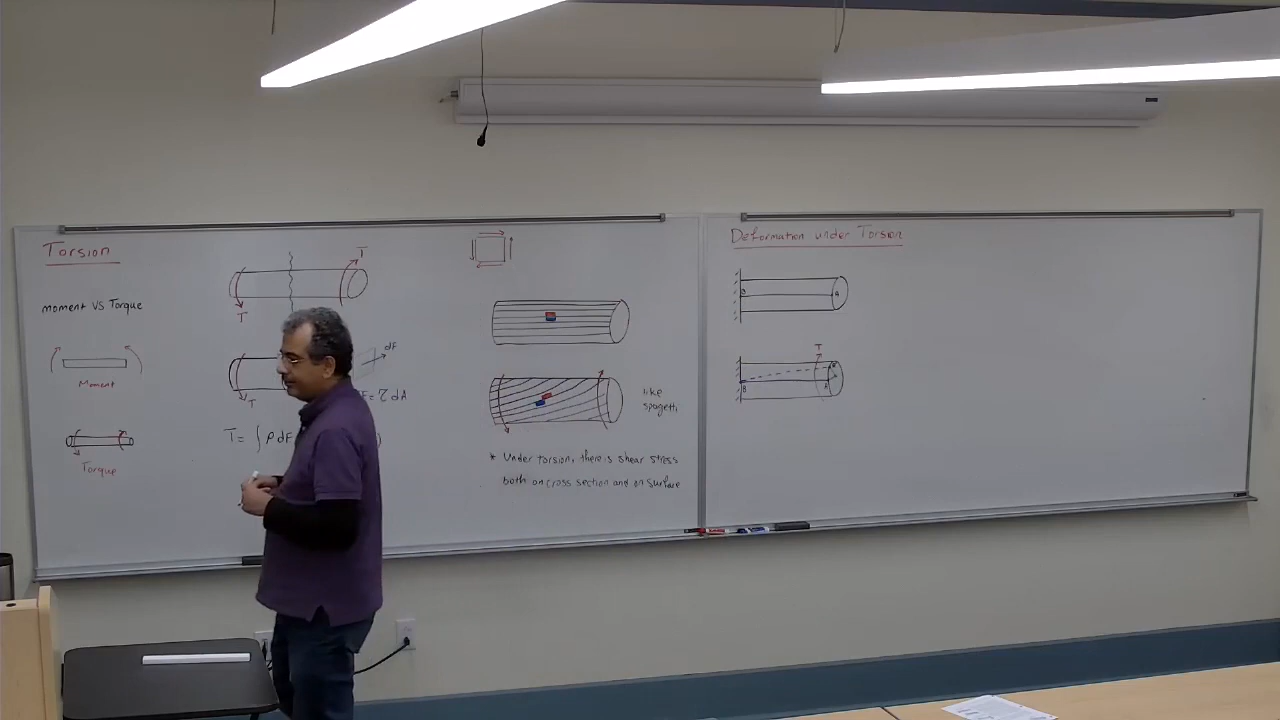 Torsion
moment VS Torque
Moment
Torque
T
T
T
dF
= τ dA
T = ∫ ρ dF
like
spagetti
* Under torsion, there is shear stress
both on cross section and on surface
Deformation under Torsion
B
A
T
B
A